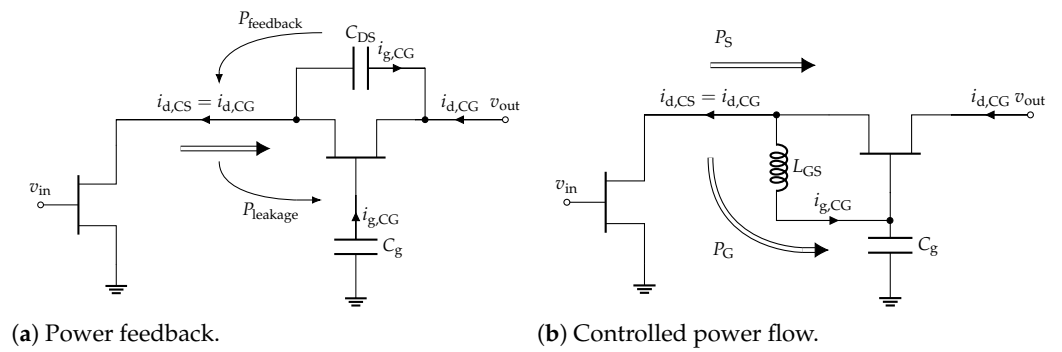 P_feedback
C_DS
i_g,CG
i_d,CS = i_d,CG
i_d,CG
v_out
v_in
P_leakage
i_g,CG
C_g
(a) Power feedback.
P_S
i_d,CS = i_d,CG
i_d,CG v_out
L_GS
v_in
i_g,CG
P_G
C_g
(b) Controlled power flow.